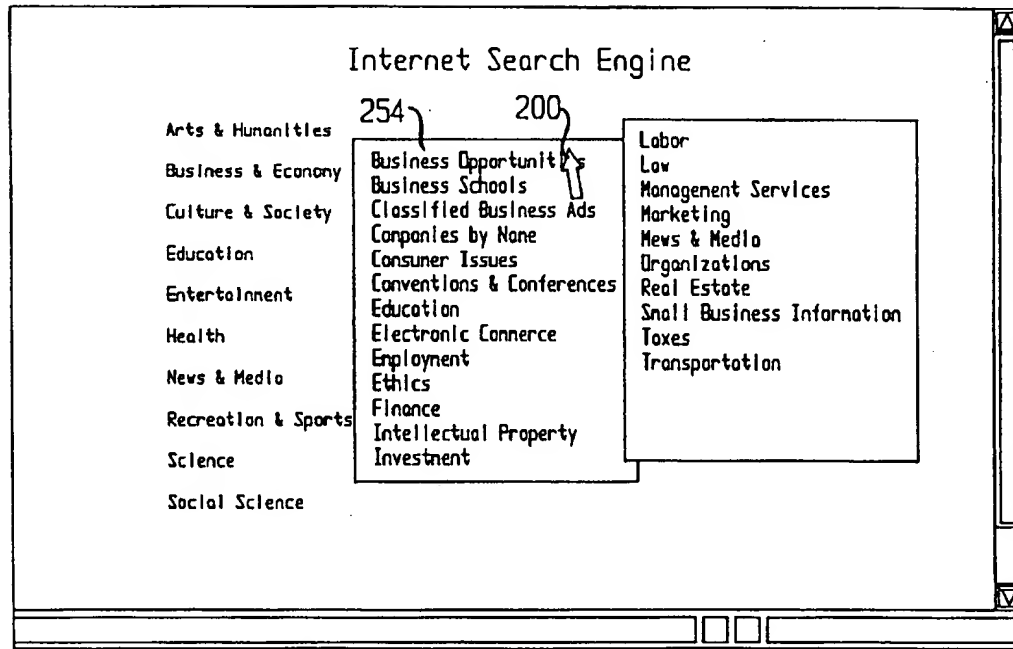 Internet Search Engine
254
200
Arts & Humanities
Business & Economy
Culture & Society
Education
Entertainment
Health
News & Media
Recreation & Sports
Science
Social Science
Business Opportunities
Business Schools
Classified Business Ads
Companies by Name
Consumer Issues
Conventions & Conferences
Education
Electronic Commerce
Employment
Ethics
Finance
Intellectual Property
Investment
Labor
Law
Management Services
Marketing
News & Media
Organizations
Real Estate
Small Business Information
Taxes
Transportation